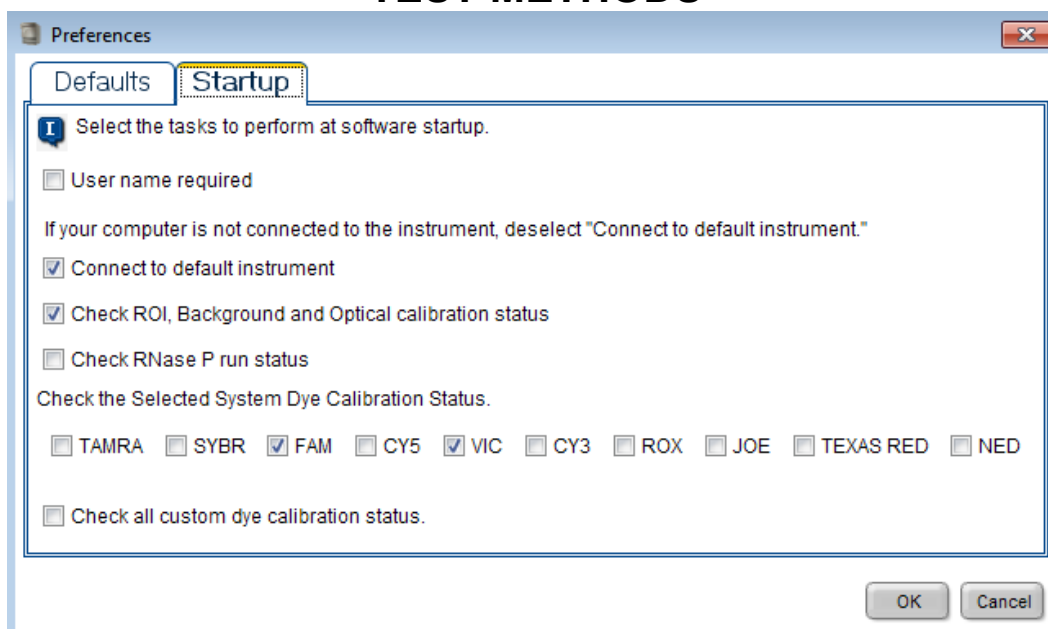 TEST METHODS
Preferences
Defaults Startup
Select the tasks to perform at software startup.
User name required
If your computer is not connected to the instrument, deselect "Connect to default instrument."
Connect to default instrument
Check ROI, Background and Optical calibration status
Check RNase P run status
Check the Selected System Dye Calibration Status.
TAMRA SYBR FAM CY5 VIC CY3 ROX JOE TEXAS RED NED
Check all custom dye calibration status.
OK Cancel